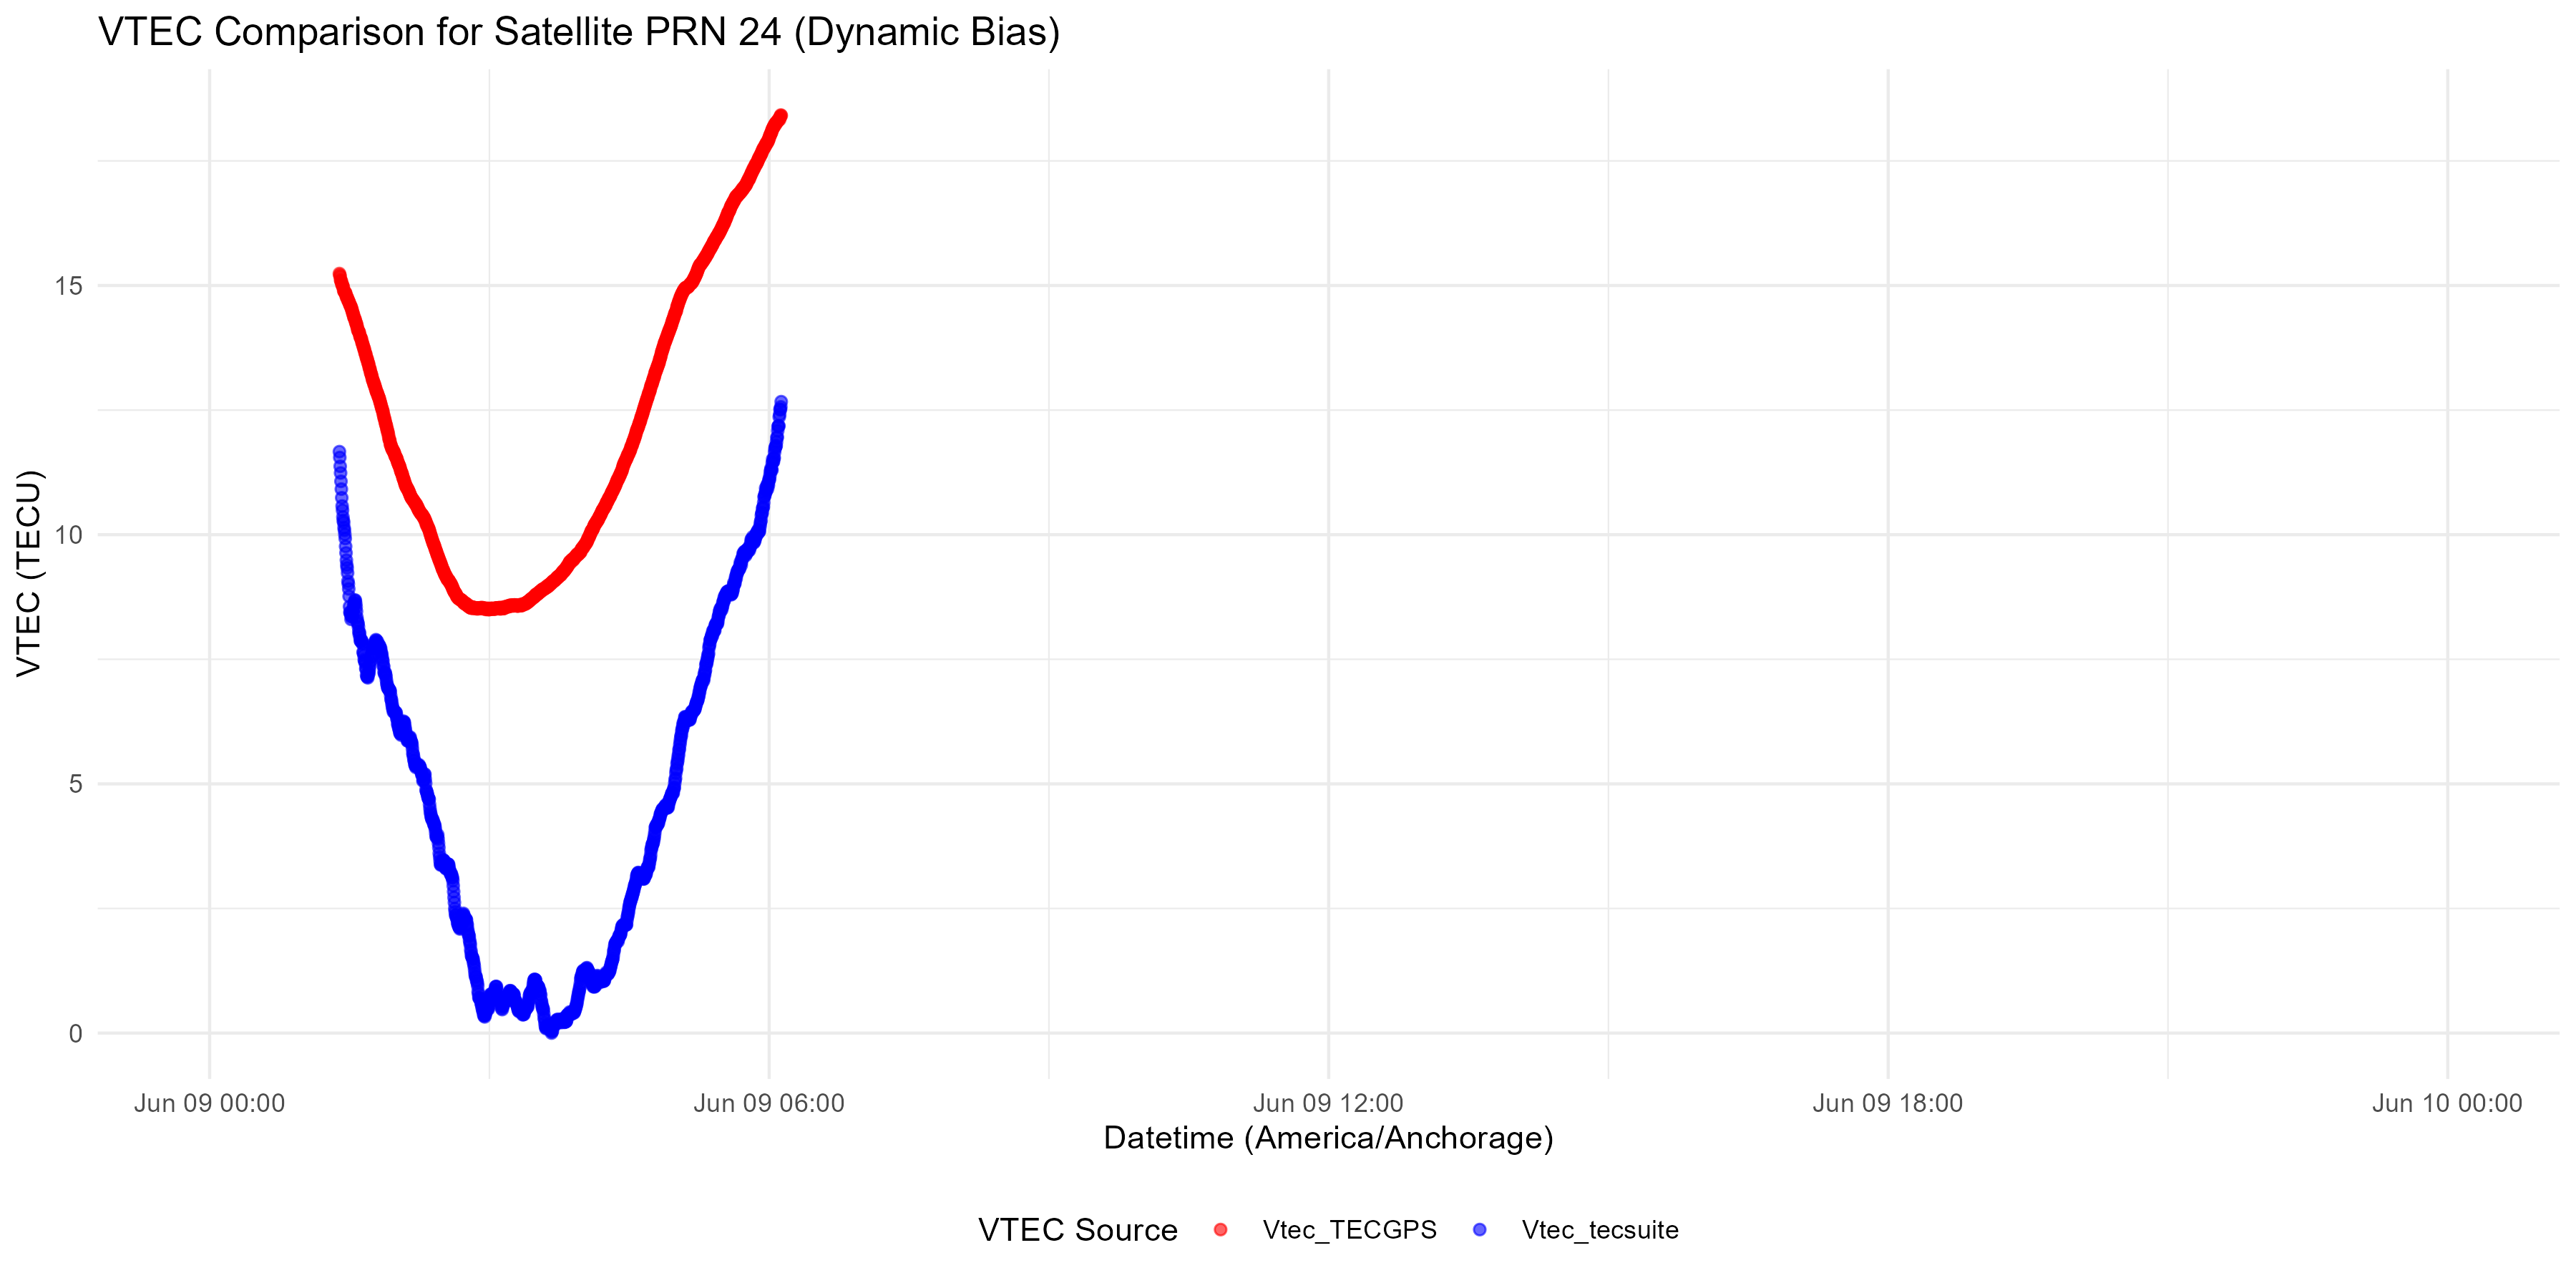 VTEC Comparison for Satellite PRN 24 (Dynamic Bias)
VTEC (TECU)
15
10
5
0
Jun 09 00:00
Jun 09 06:00
Jun 09 12:00
Jun 09 18:00
Jun 10 00:00
Datetime (America/Anchorage)
VTEC Source
Vtec_TECGPS
Vtec_tecsuite